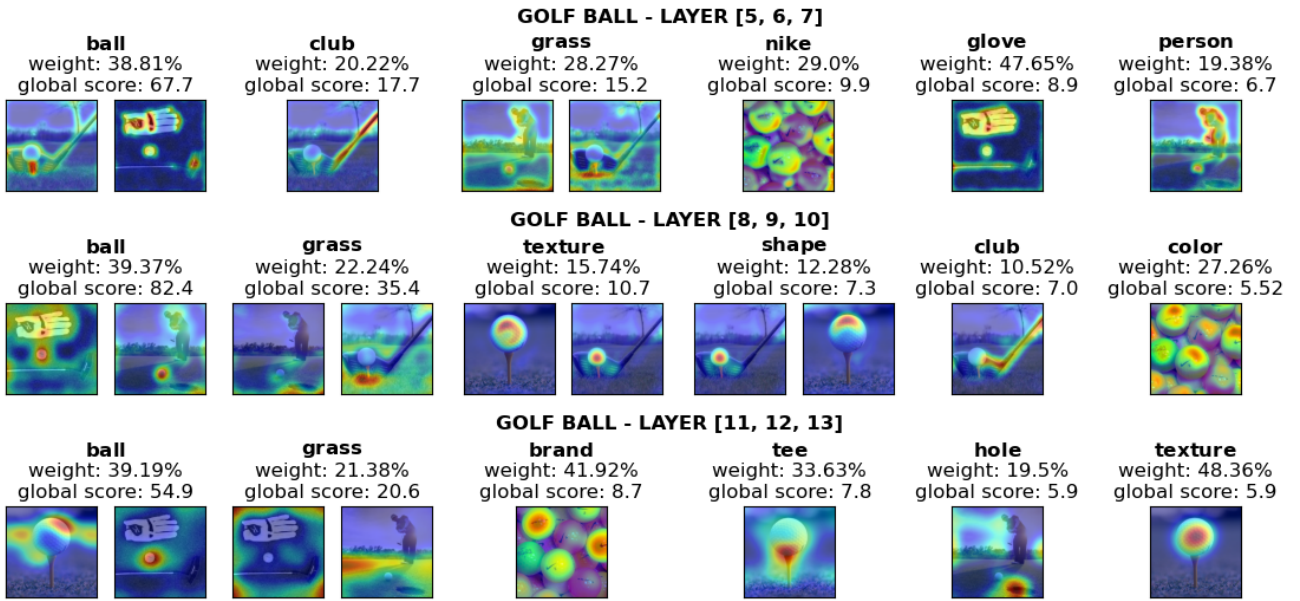 GOLF BALL - LAYER [5, 6, 7]
ball
weight: 38.81%
global score: 67.7
club
weight: 20.22%
global score: 17.7
grass
weight: 28.27%
global score: 15.2
nike
weight: 29.0%
global score: 9.9
glove
weight: 47.65%
global score: 8.9
person
weight: 19.38%
global score: 6.7
GOLF BALL - LAYER [8, 9, 10]
ball
weight: 39.37%
global score: 82.4
grass
weight: 22.24%
global score: 35.4
texture
weight: 15.74%
global score: 10.7
shape
weight: 12.28%
global score: 7.3
club
weight: 10.52%
global score: 7.0
color
weight: 27.26%
global score: 5.52
GOLF BALL - LAYER [11, 12, 13]
ball
weight: 39.19%
global score: 54.9
grass
weight: 21.38%
global score: 20.6
brand
weight: 41.92%
global score: 8.7
tee
weight: 33.63%
global score: 7.8
hole
weight: 19.5%
global score: 5.9
texture
weight: 48.36%
global score: 5.9